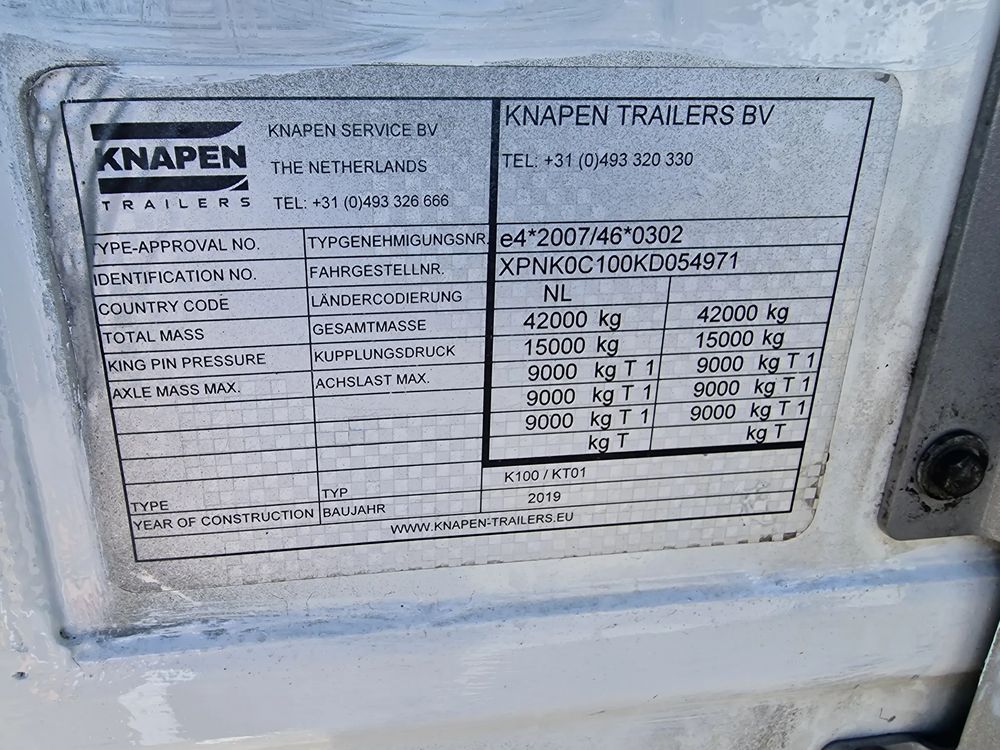 KNAPEN
TRAILERS
KNAPEN SERVICE BV
THE NETHERLANDS
TEL: +31 (0)493 326 666
KNAPEN TRAILERS BV
TEL: +31 (0)493 320 330
TYPE-APPROVAL NO. TYPGENEHMIGUNGSNR. e4*2007/46*0302
IDENTIFICATION NO. FAHRGESTELLNR. XPNK0C100KD054971
COUNTRY CODE LÄNDERCODIERUNG NL
TOTAL MASS GESAMTMASSE 42000 kg 42000 kg
KING PIN PRESSURE KUPPLUNGSDRUCK 15000 kg 15000 kg
AXLE MASS MAX. ACHSLAST MAX. 9000 kg T 1 9000 kg T 1
9000 kg T 1 9000 kg T 1
9000 kg T 1 9000 kg T 1
kg T kg T
TYPE TYP K100 / KT01
YEAR OF CONSTRUCTION BAUJAHR 2019
WWW.KNAPEN-TRAILERS.EU